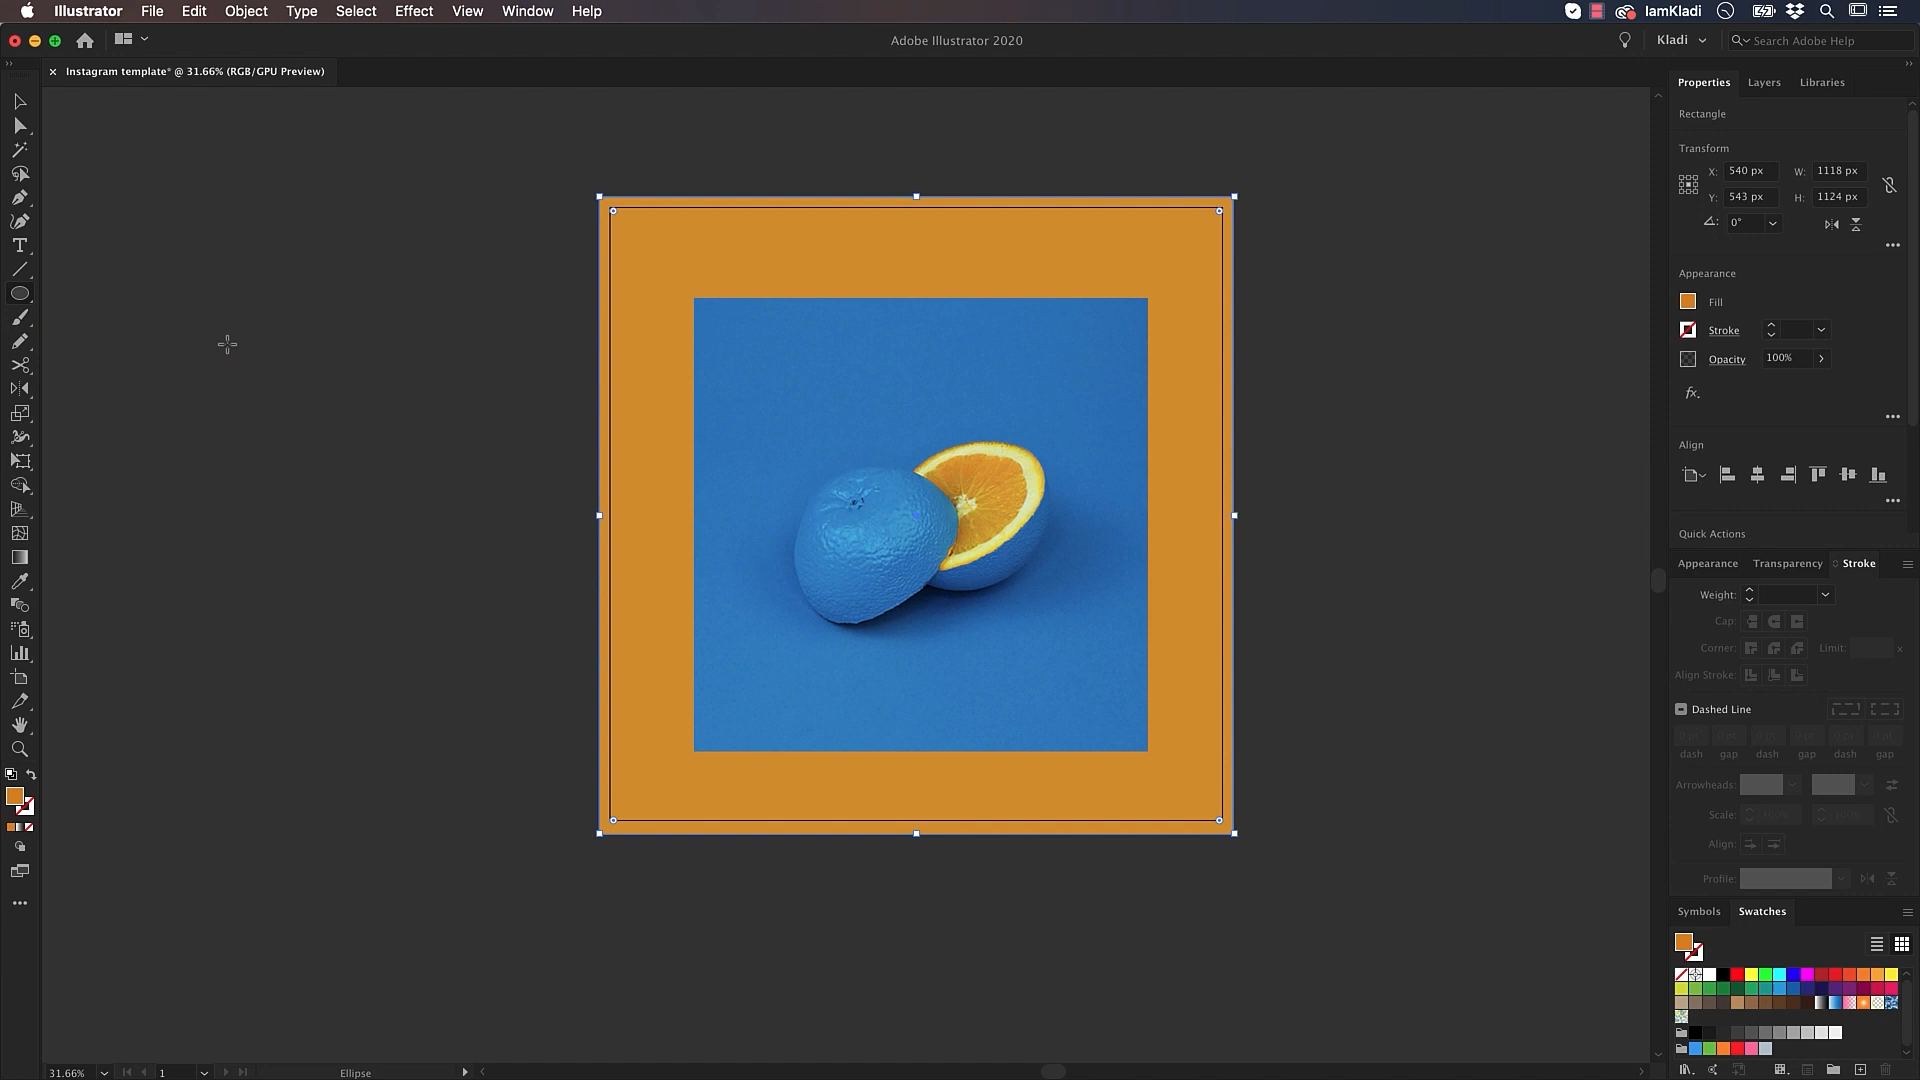 Illustrator File Edit Object Type Select Effect View Window Help IamKladi
Adobe Illustrator 2020 Kladi Search Adobe Help
Instagram template* @ 31.66% (RGB/GPU Preview)
Properties Layers Libraries
Rectangle
Transform
X: 540 px W: 1118 px
Y: 543 px H: 1124 px
0°
Appearance
Fill
Stroke
Opacity 100%
fx.
Align
Quick Actions
Appearance Transparency Stroke
Weight:
Cap:
Corner: Limit: x
Align Stroke:
Dashed Line
dash gap dash gap dash gap
Arrowheads:
Scale: 100% 100%
Align:
Profile:
Symbols Swatches
31.66% 1 Ellipse